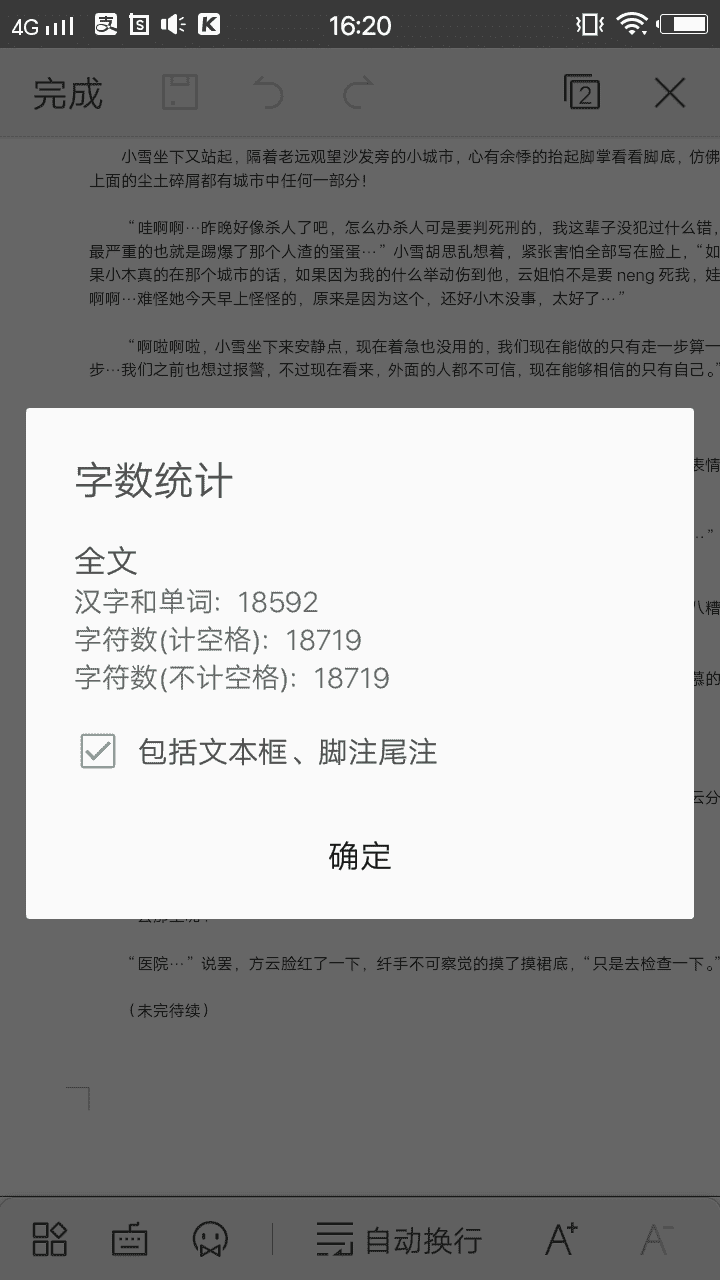 4G 支 S K 16:20
完成 2
小雪坐下又站起，隔着老远观望沙发旁的小城市，心有余悸的抬起脚掌看看脚底，仿佛
上面的尘土碎屑都有城市中任何一部分！
“哇啊啊…昨晚好像杀人了吧，怎么办杀人可是要判死刑的，我这辈子没犯过什么错，
最严重的也就是踢爆了那个人渣的蛋蛋…”小雪胡思乱想着，紧张害怕全部写在脸上，“如
果小木真的在那个城市的话，如果因为我的什么举动伤到他，云姐怕不是要 neng 死我，娃
啊啊…难怪她今天早上怪怪的，原来是因为这个，还好小木没事，太好了…”
“啊啦啊啦，小雪坐下来安静点，现在着急也没用的，我们现在能做的只有走一步算一
步…我们之前也想过报警，不过现在看来，外面的人都不可信，现在能够相信的只有自己。”
表情
…”
八糟
慕的
云分
字数统计
全文
汉字和单词: 18592
字符数(计空格): 18719
字符数(不计空格): 18719
包括文本框、脚注尾注
确定
“医院…”说罢，方云脸红了一下，纤手不可察觉的摸了摸裙底，“只是去检查一下。”
（未完待续）
自动换行 A+ A-